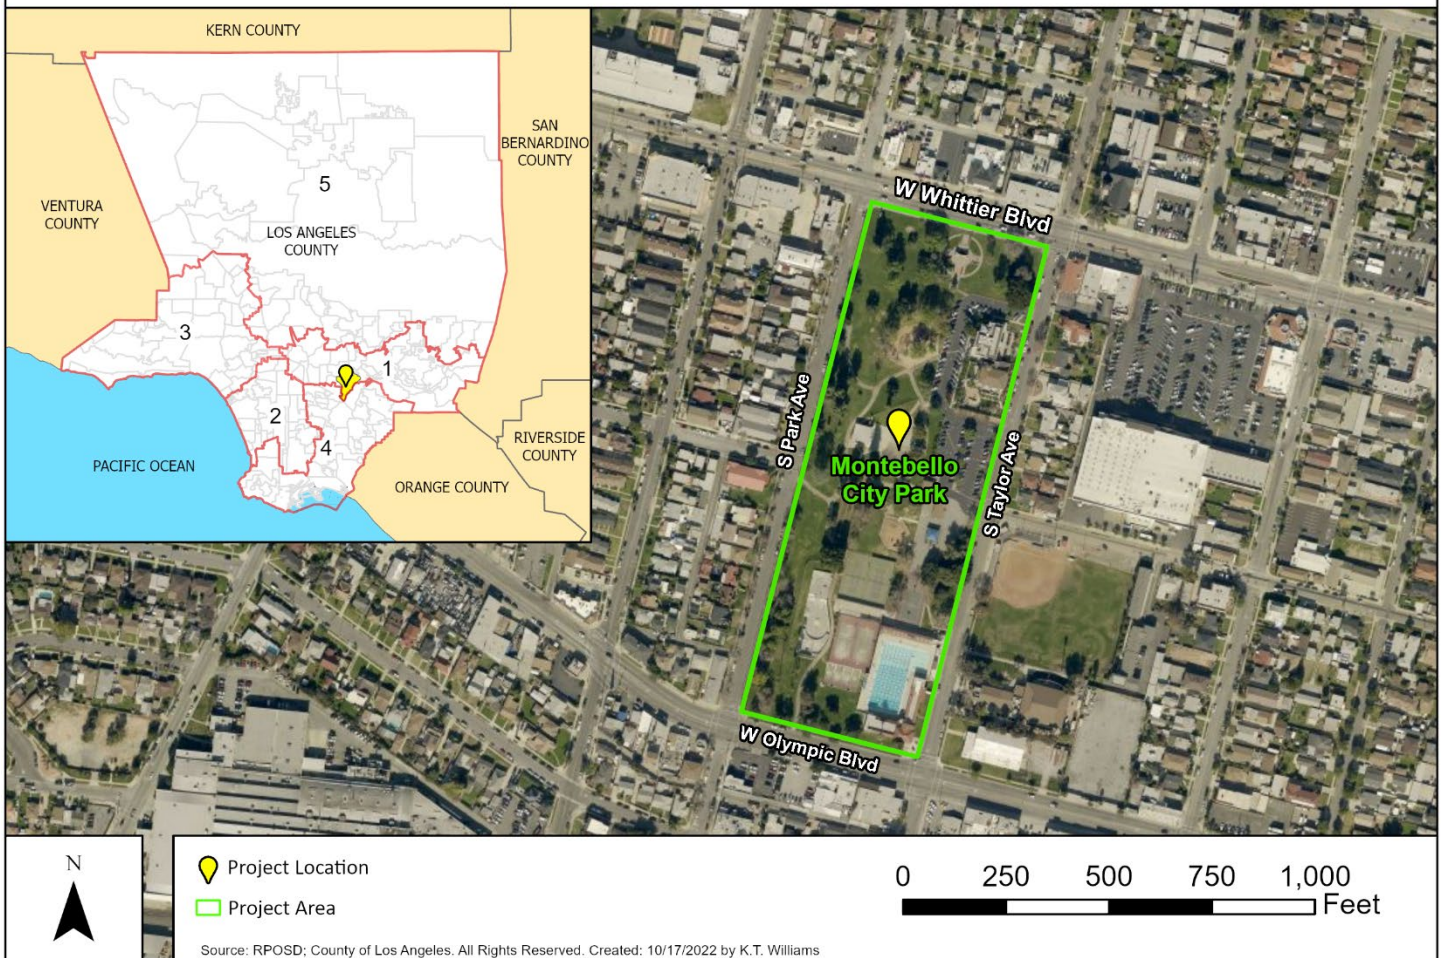 KERN COUNTY
SAN
BERNARDINO
COUNTY
VENTURA
COUNTY
5
LOS ANGELES
COUNTY
3
1
2
4
PACIFIC OCEAN
ORANGE COUNTY
RIVERSIDE
COUNTY
W Whittier Blvd
S Park Ave
Montebello
City Park
S Taylor Ave
W Olympic Blvd
N
Project Location
Project Area
0 250 500 750 1,000
Feet
Source: RPOSD; County of Los Angeles. All Rights Reserved. Created: 10/17/2022 by K.T. Williams